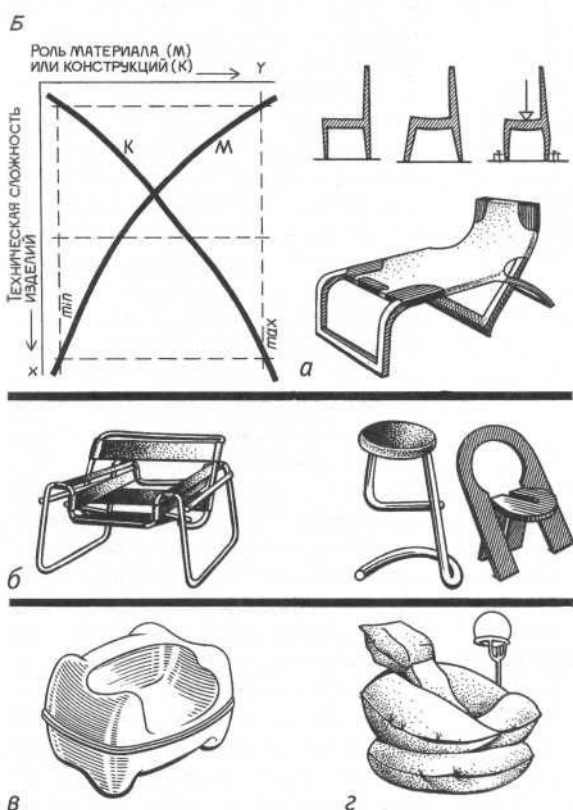 Б
РОЛЬ МАТЕРИАЛА (М)
ИЛИ КОНСТРУКЦИЙ (К) Y
ТЕХНИЧЕСКАЯ СЛОЖНОСТЬ
ИЗДЕЛИЙ
X
К
М
min
max
а
б
в
г